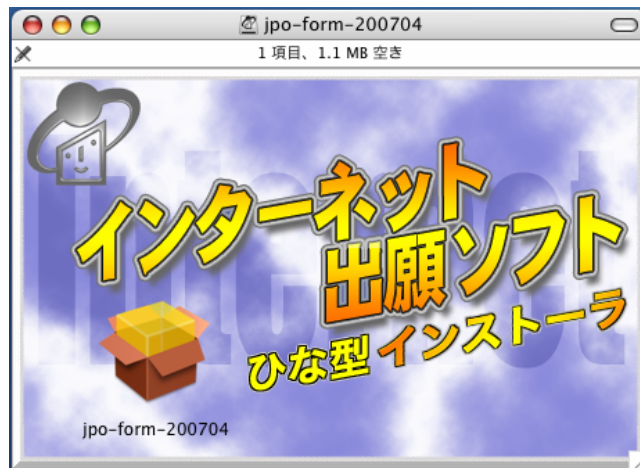 jpo-form-200704
1 項目、1.1 MB 空き
Internet
インターネット
出願ソフト
ひな型 インストーラ
jpo-form-200704